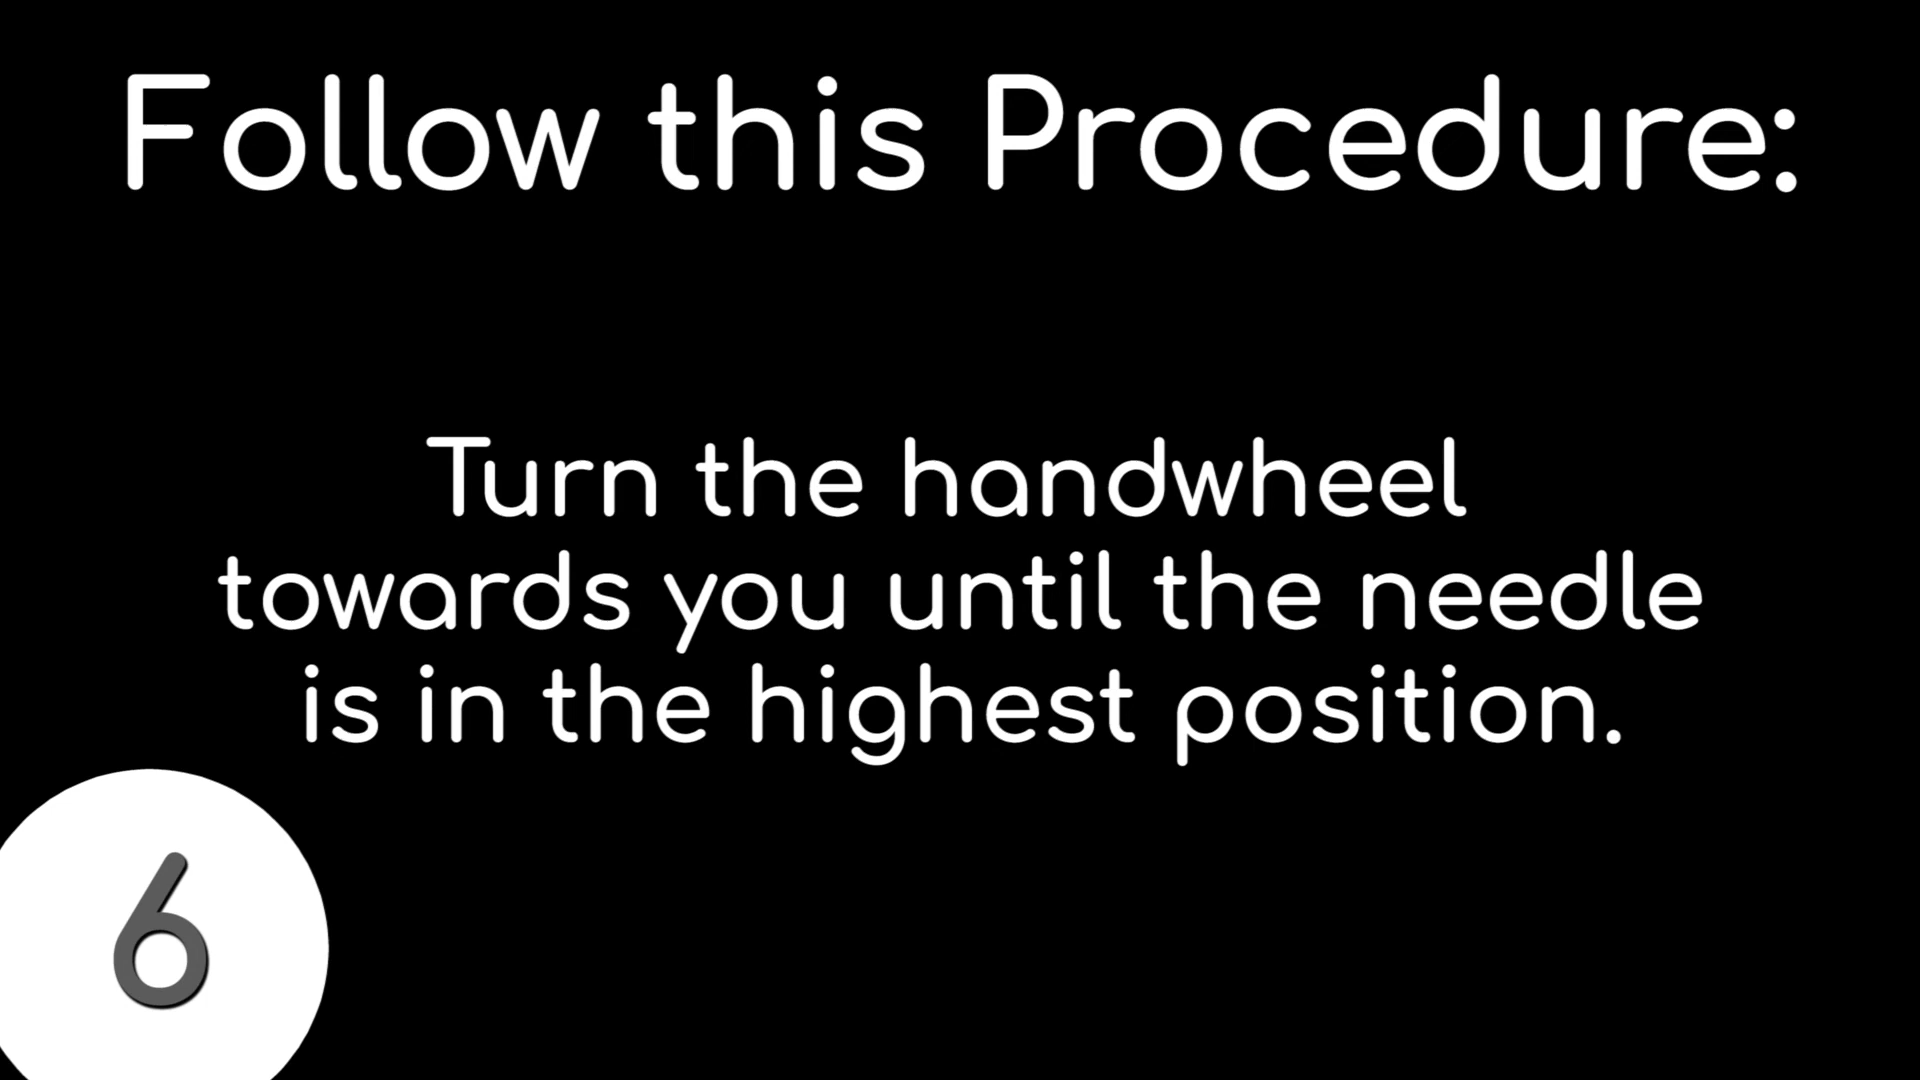 Follow this Procedure:
Turn the handwheel
towards you until the needle
is in the highest position.
6